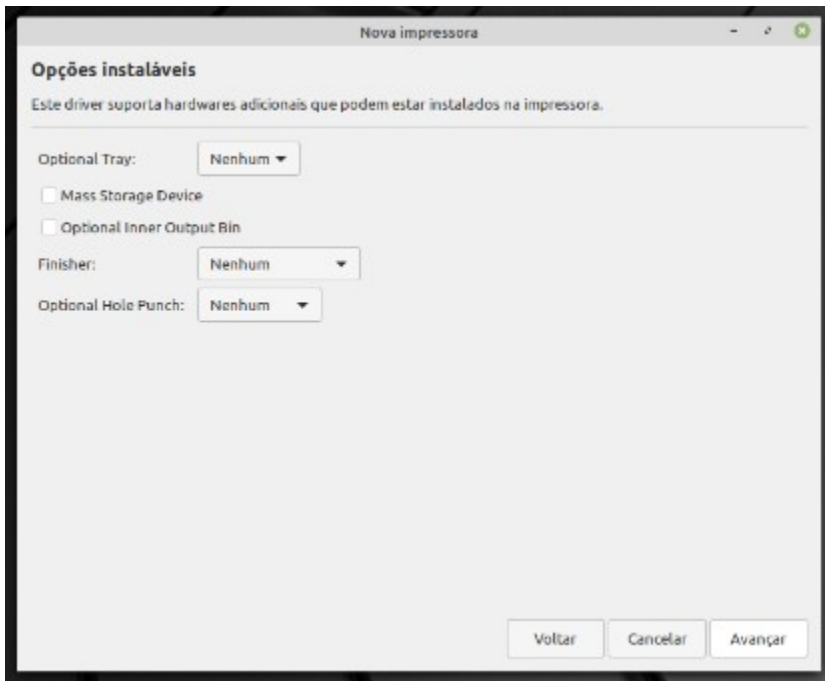 Nova impressora
Opções instaláveis
Este driver suporta hardwares adicionais que podem estar instalados na impressora.
Optional Tray: Nenhum
Mass Storage Device
Optional Inner Output Bin
Finisher: Nenhum
Optional Hole Punch: Nenhum
Voltar Cancelar Avançar